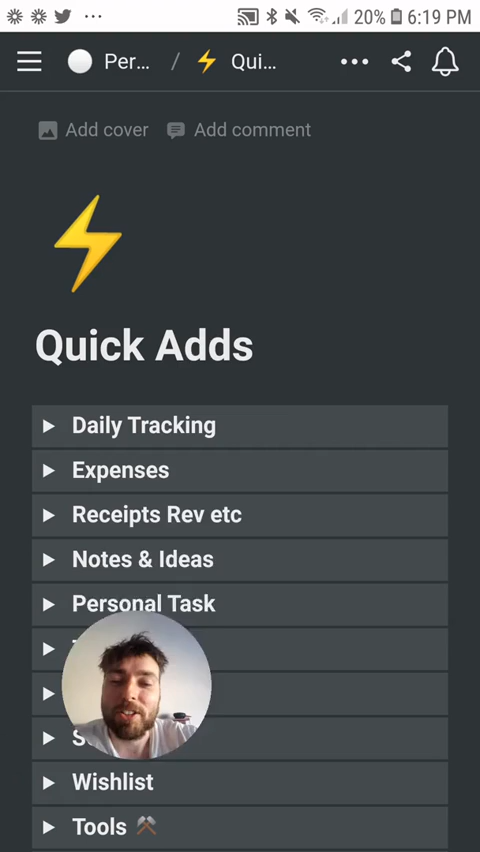 20% 6:19 PM
Per... / Qui...
Add cover Add comment
Quick Adds
Daily Tracking
Expenses
Receipts Rev etc
Notes & Ideas
Personal Task
Wishlist
Tools